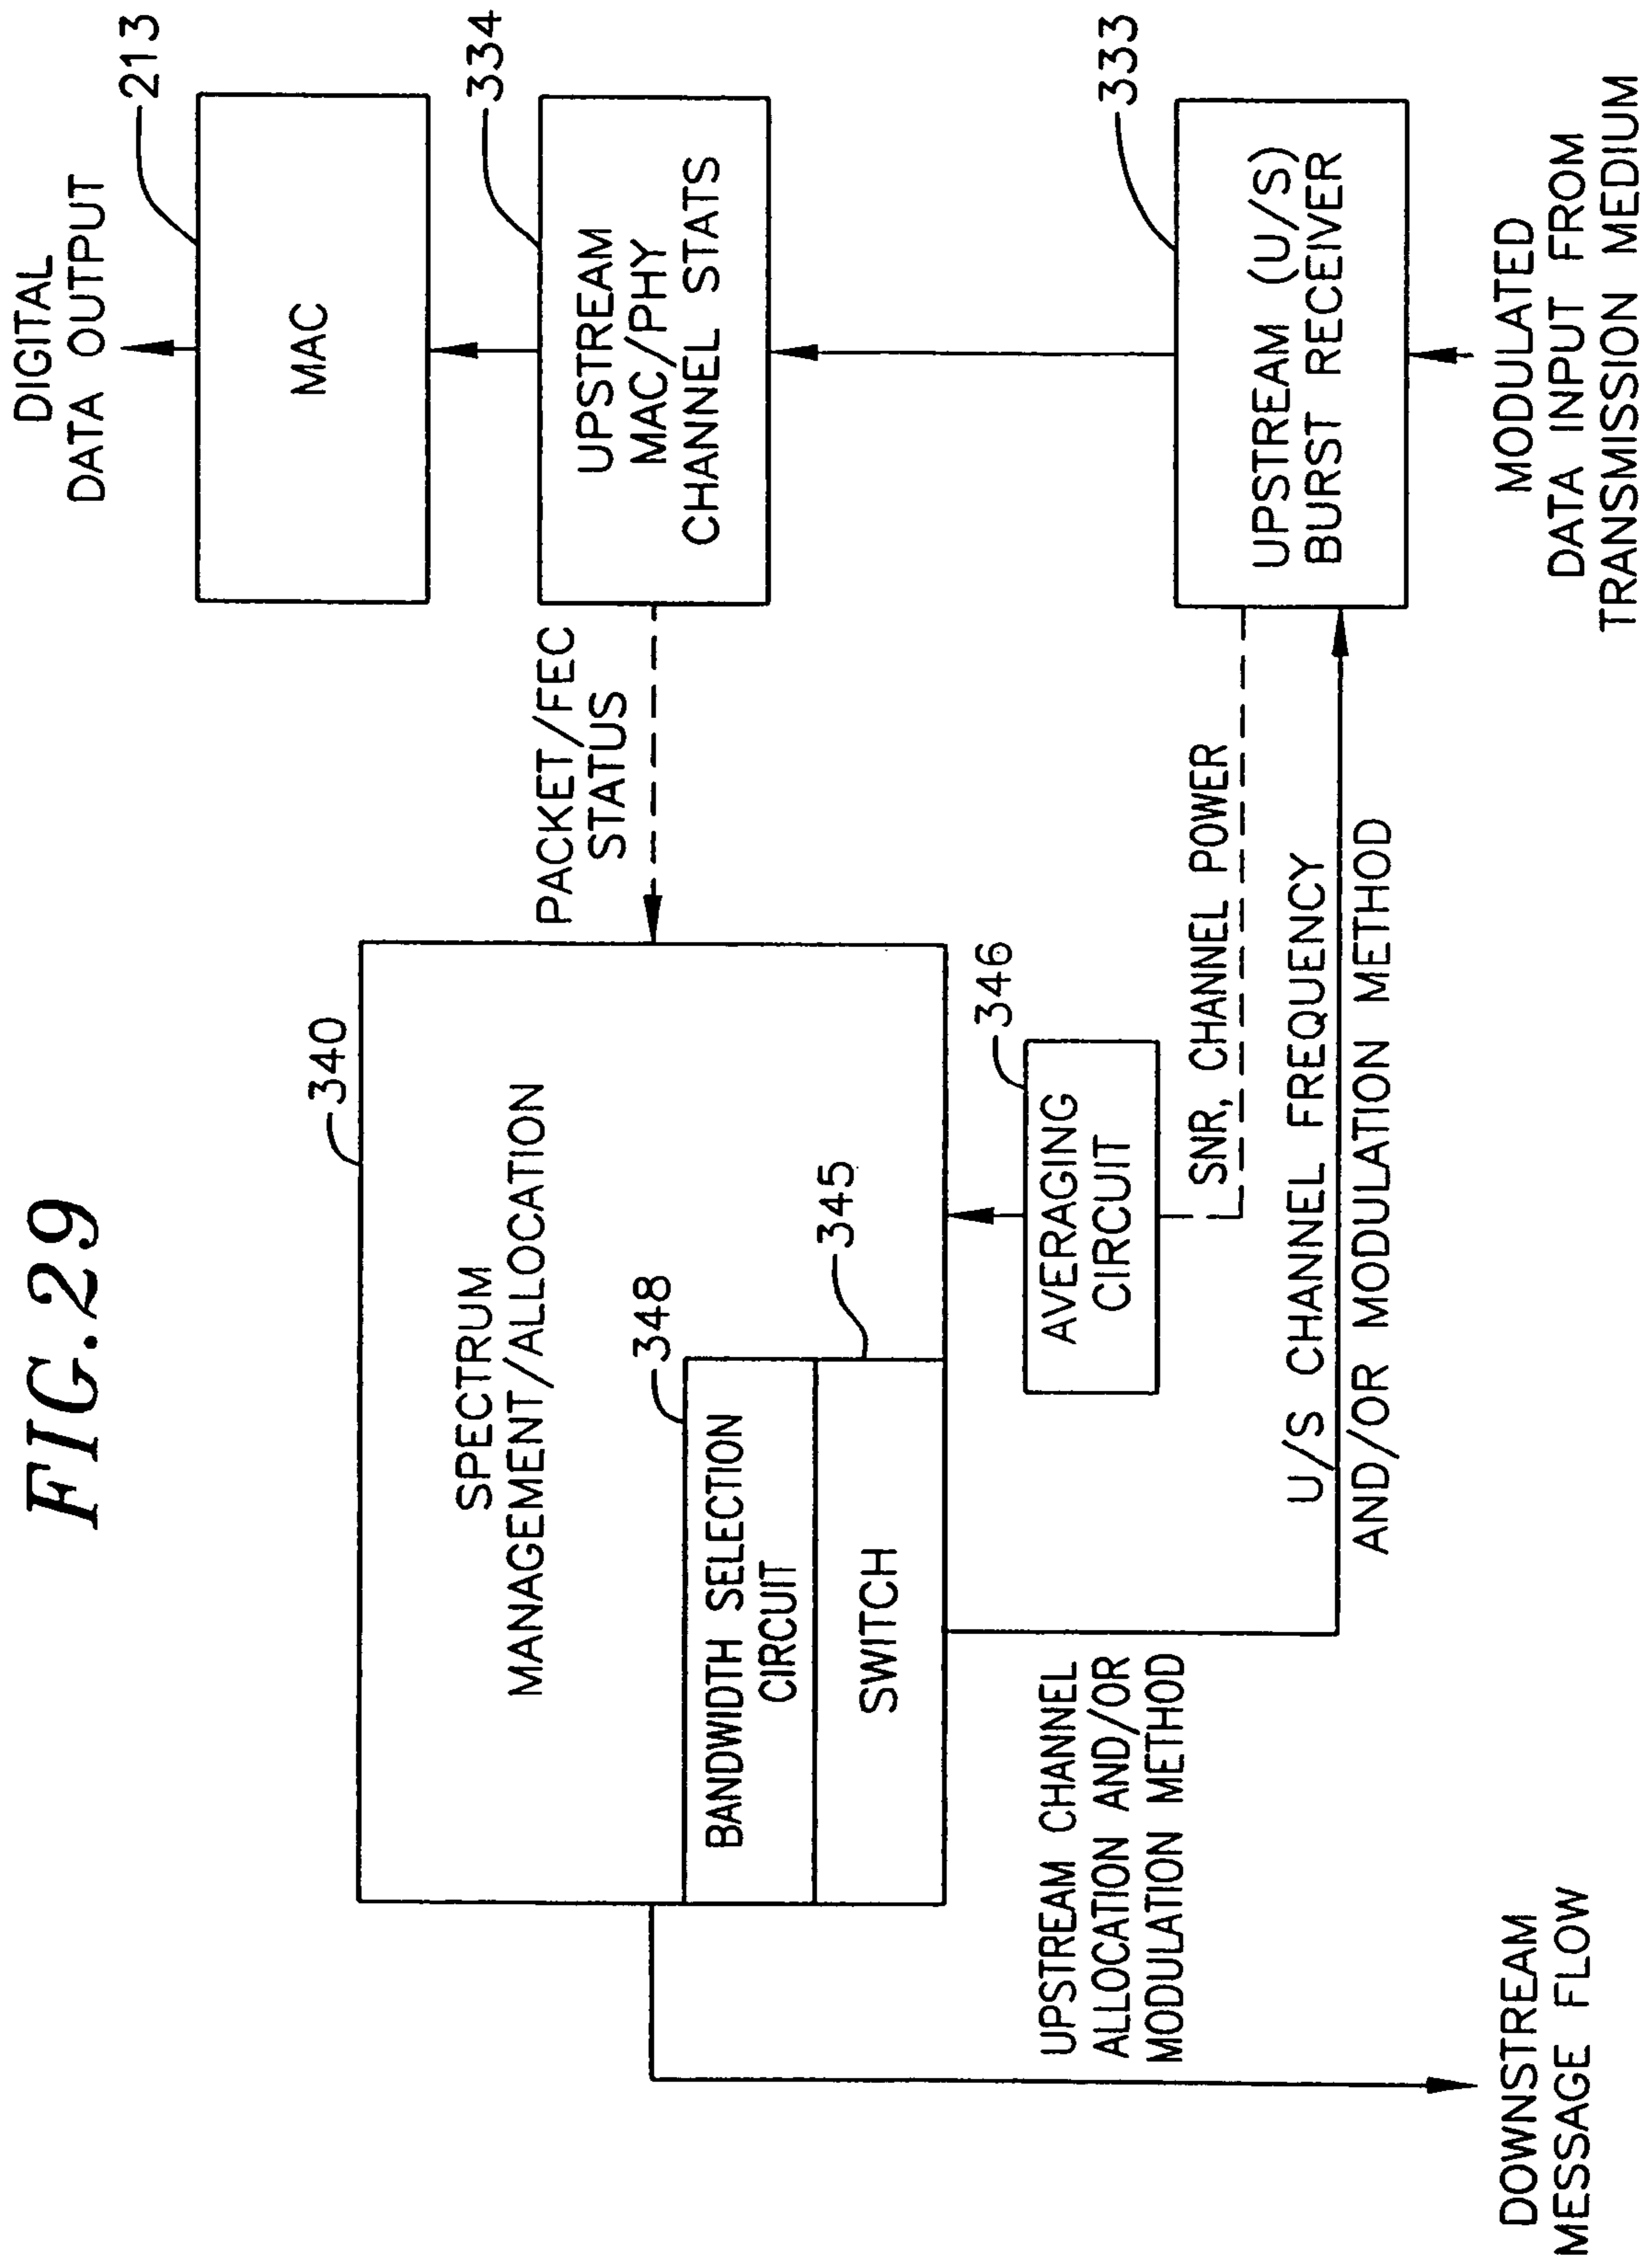 FIG. 29
DIGITAL
DATA OUTPUT
213
MAC
334
UPSTREAM
MAC/PHY
CHANNEL STATS
PACKET/FEC
STATUS
340
SPECTRUM
MANAGEMENT/ALLOCATION
348
BANDWIDTH SELECTION
CIRCUIT
345
SWITCH
346
AVERAGING
CIRCUIT
SNR, CHANNEL POWER
333
UPSTREAM (U/S)
BURST RECEIVER
U/S CHANNEL FREQUENCY
AND/OR MODULATION METHOD
UPSTREAM CHANNEL
ALLOCATION AND/OR
MODULATION METHOD
MODULATED
DATA INPUT FROM
TRANSMISSION MEDIUM
DOWNSTREAM
MESSAGE FLOW